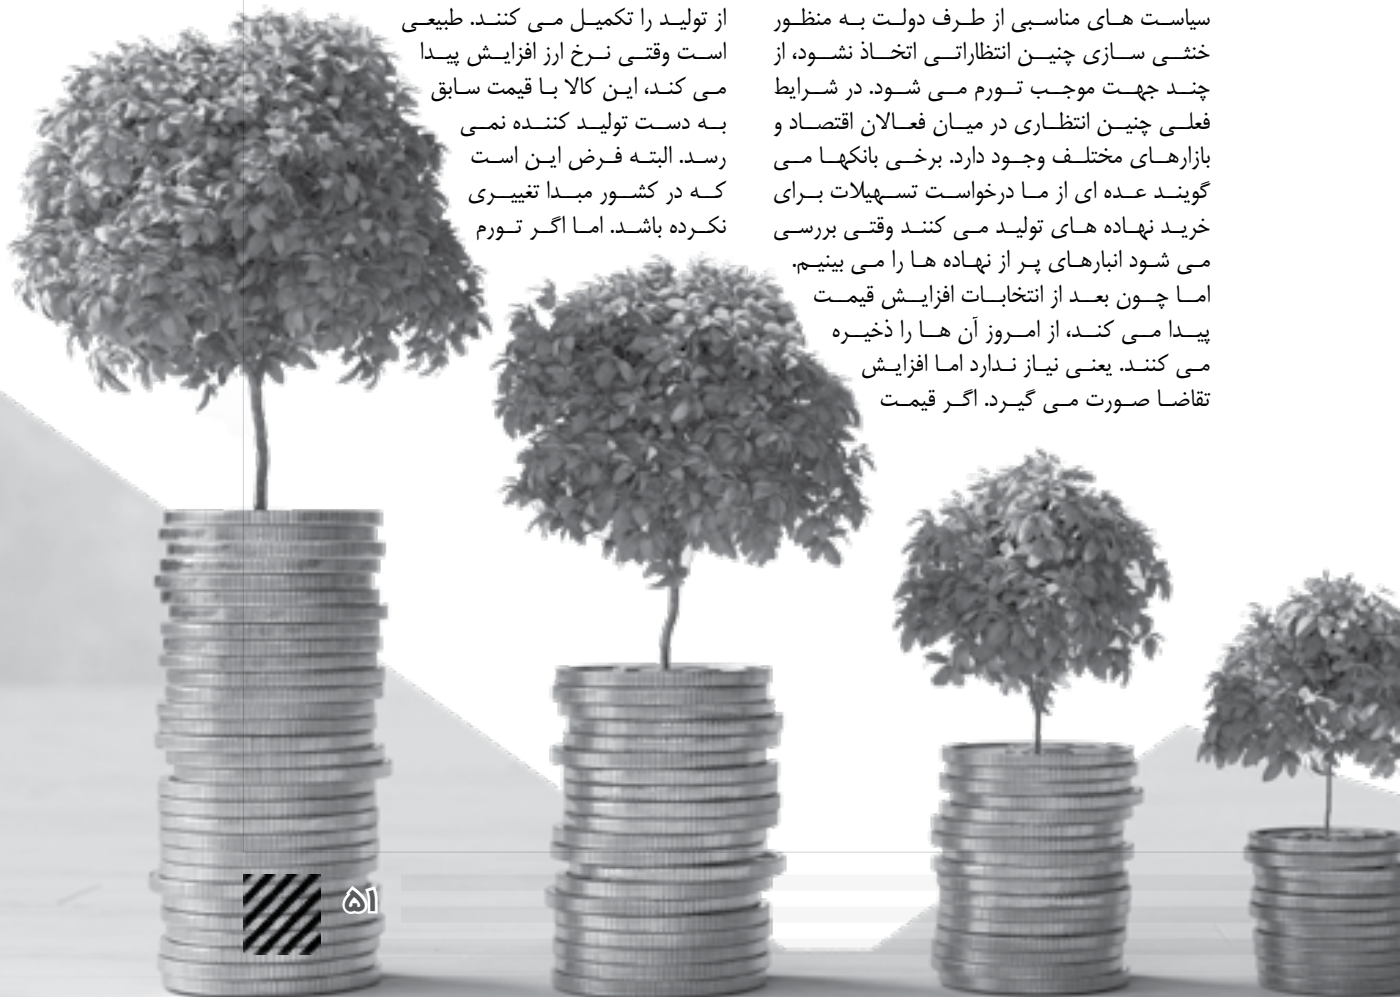 سیاست های مناسبی از طرف دولت به منظور
خنثی سازی چنین انتظاراتی اتخاذ نشود، از
چند جهت موجب تورم می شود. در شرایط
فعلی چنین انتظاری در میان فعالان اقتصاد و
بازارهای مختلف وجود دارد. برخی بانکها می
گویند عده ای از ما درخواست تسهیلات برای
خرید نهاده های تولید می کنند وقتی بررسی
می شود انبارهای پر از نهاده ها را می بینیم.
اما چون بعد از انتخابات افزایش قیمت
پیدا می کند، از امروز آن ها را ذخیره
می کنند. یعنی نیاز ندارد اما افزایش
تقاضا صورت می گیرد. اگر قیمت
از تولید را تکمیل می کنند. طبیعی
است وقتی نرخ ارز افزایش پیدا
می کند، این کالا با قیمت سابق
به دست تولید کننده نمی
رسد. البته فرض این است
که در کشور مبدا تغییری
نکرده باشد. اما اگر تورم
۵۱